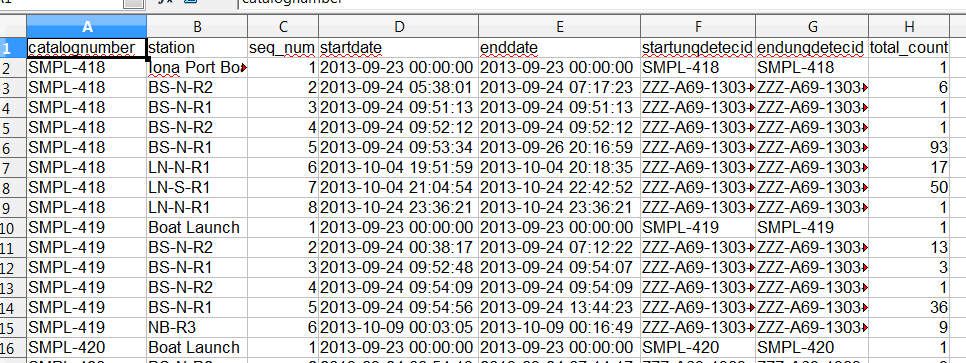 catalognumber
A B C D E F G H
1 catalognumber station seq_num startdate enddate startunqdetecid endunqdetecid total_count
2 SMPL-418 Iona Port Bo 1 2013-09-23 00:00:00 2013-09-23 00:00:00 SMPL-418 SMPL-418 1
3 SMPL-418 BS-N-R2 2 2013-09-24 05:38:01 2013-09-24 07:17:23 ZZZ-A69-1303 ZZZ-A69-1303 6
4 SMPL-418 BS-N-R1 3 2013-09-24 09:51:13 2013-09-24 09:51:13 ZZZ-A69-1303 ZZZ-A69-1303 1
5 SMPL-418 BS-N-R2 4 2013-09-24 09:52:12 2013-09-24 09:52:12 ZZZ-A69-1303 ZZZ-A69-1303 1
6 SMPL-418 BS-N-R1 5 2013-09-24 09:53:34 2013-09-26 20:16:59 ZZZ-A69-1303 ZZZ-A69-1303 93
7 SMPL-418 LN-N-R1 6 2013-10-04 19:51:59 2013-10-04 20:18:35 ZZZ-A69-1303 ZZZ-A69-1303 17
8 SMPL-418 LN-S-R1 7 2013-10-04 21:04:54 2013-10-24 22:42:52 ZZZ-A69-1303 ZZZ-A69-1303 50
9 SMPL-418 LN-N-R1 8 2013-10-24 23:36:21 2013-10-24 23:36:21 ZZZ-A69-1303 ZZZ-A69-1303 1
10 SMPL-419 Boat Launch 1 2013-09-23 00:00:00 2013-09-23 00:00:00 SMPL-419 SMPL-419 1
11 SMPL-419 BS-N-R2 2 2013-09-24 00:38:17 2013-09-24 07:12:22 ZZZ-A69-1303 ZZZ-A69-1303 13
12 SMPL-419 BS-N-R1 3 2013-09-24 09:52:48 2013-09-24 09:54:07 ZZZ-A69-1303 ZZZ-A69-1303 3
13 SMPL-419 BS-N-R2 4 2013-09-24 09:54:09 2013-09-24 09:54:09 ZZZ-A69-1303 ZZZ-A69-1303 1
14 SMPL-419 BS-N-R1 5 2013-09-24 09:54:56 2013-09-24 13:44:23 ZZZ-A69-1303 ZZZ-A69-1303 36
15 SMPL-419 NB-R3 6 2013-10-09 00:03:05 2013-10-09 00:16:49 ZZZ-A69-1303 ZZZ-A69-1303 9
16 SMPL-420 Boat Launch 1 2013-09-23 00:00:00 2013-09-23 00:00:00 SMPL-420 SMPL-420 1